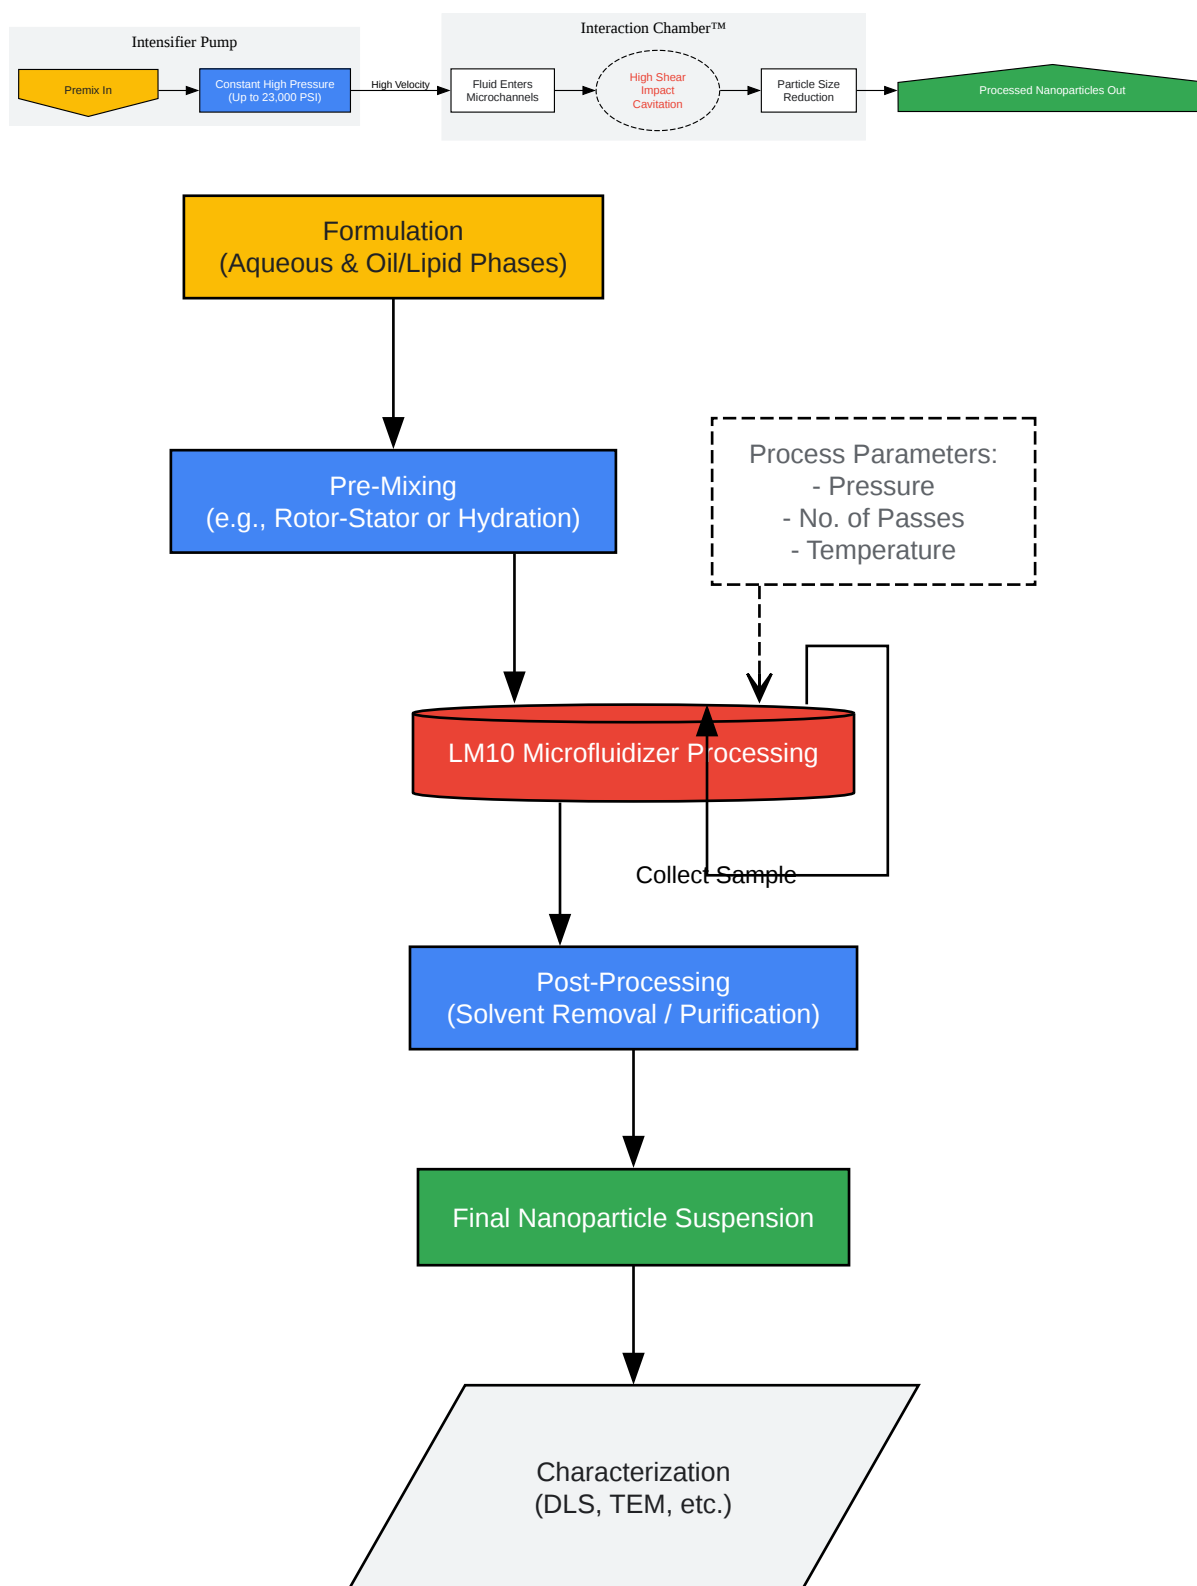 Intensifier Pump
Interaction Chamber™
Premix In
Constant High Pressure
(Up to 23,000 PSI)
High Velocity
Fluid Enters
Microchannels
High Shear
Impact
Cavitation
Particle Size
Reduction
Processed Nanoparticles Out
Formulation
(Aqueous & Oil/Lipid Phases)
Pre-Mixing
(e.g., Rotor-Stator or Hydration)
Process Parameters:
- Pressure
- No. of Passes
- Temperature
LM10 Microfluidizer Processing
Collect Sample
Post-Processing
(Solvent Removal / Purification)
Final Nanoparticle Suspension
Characterization
(DLS, TEM, etc.)